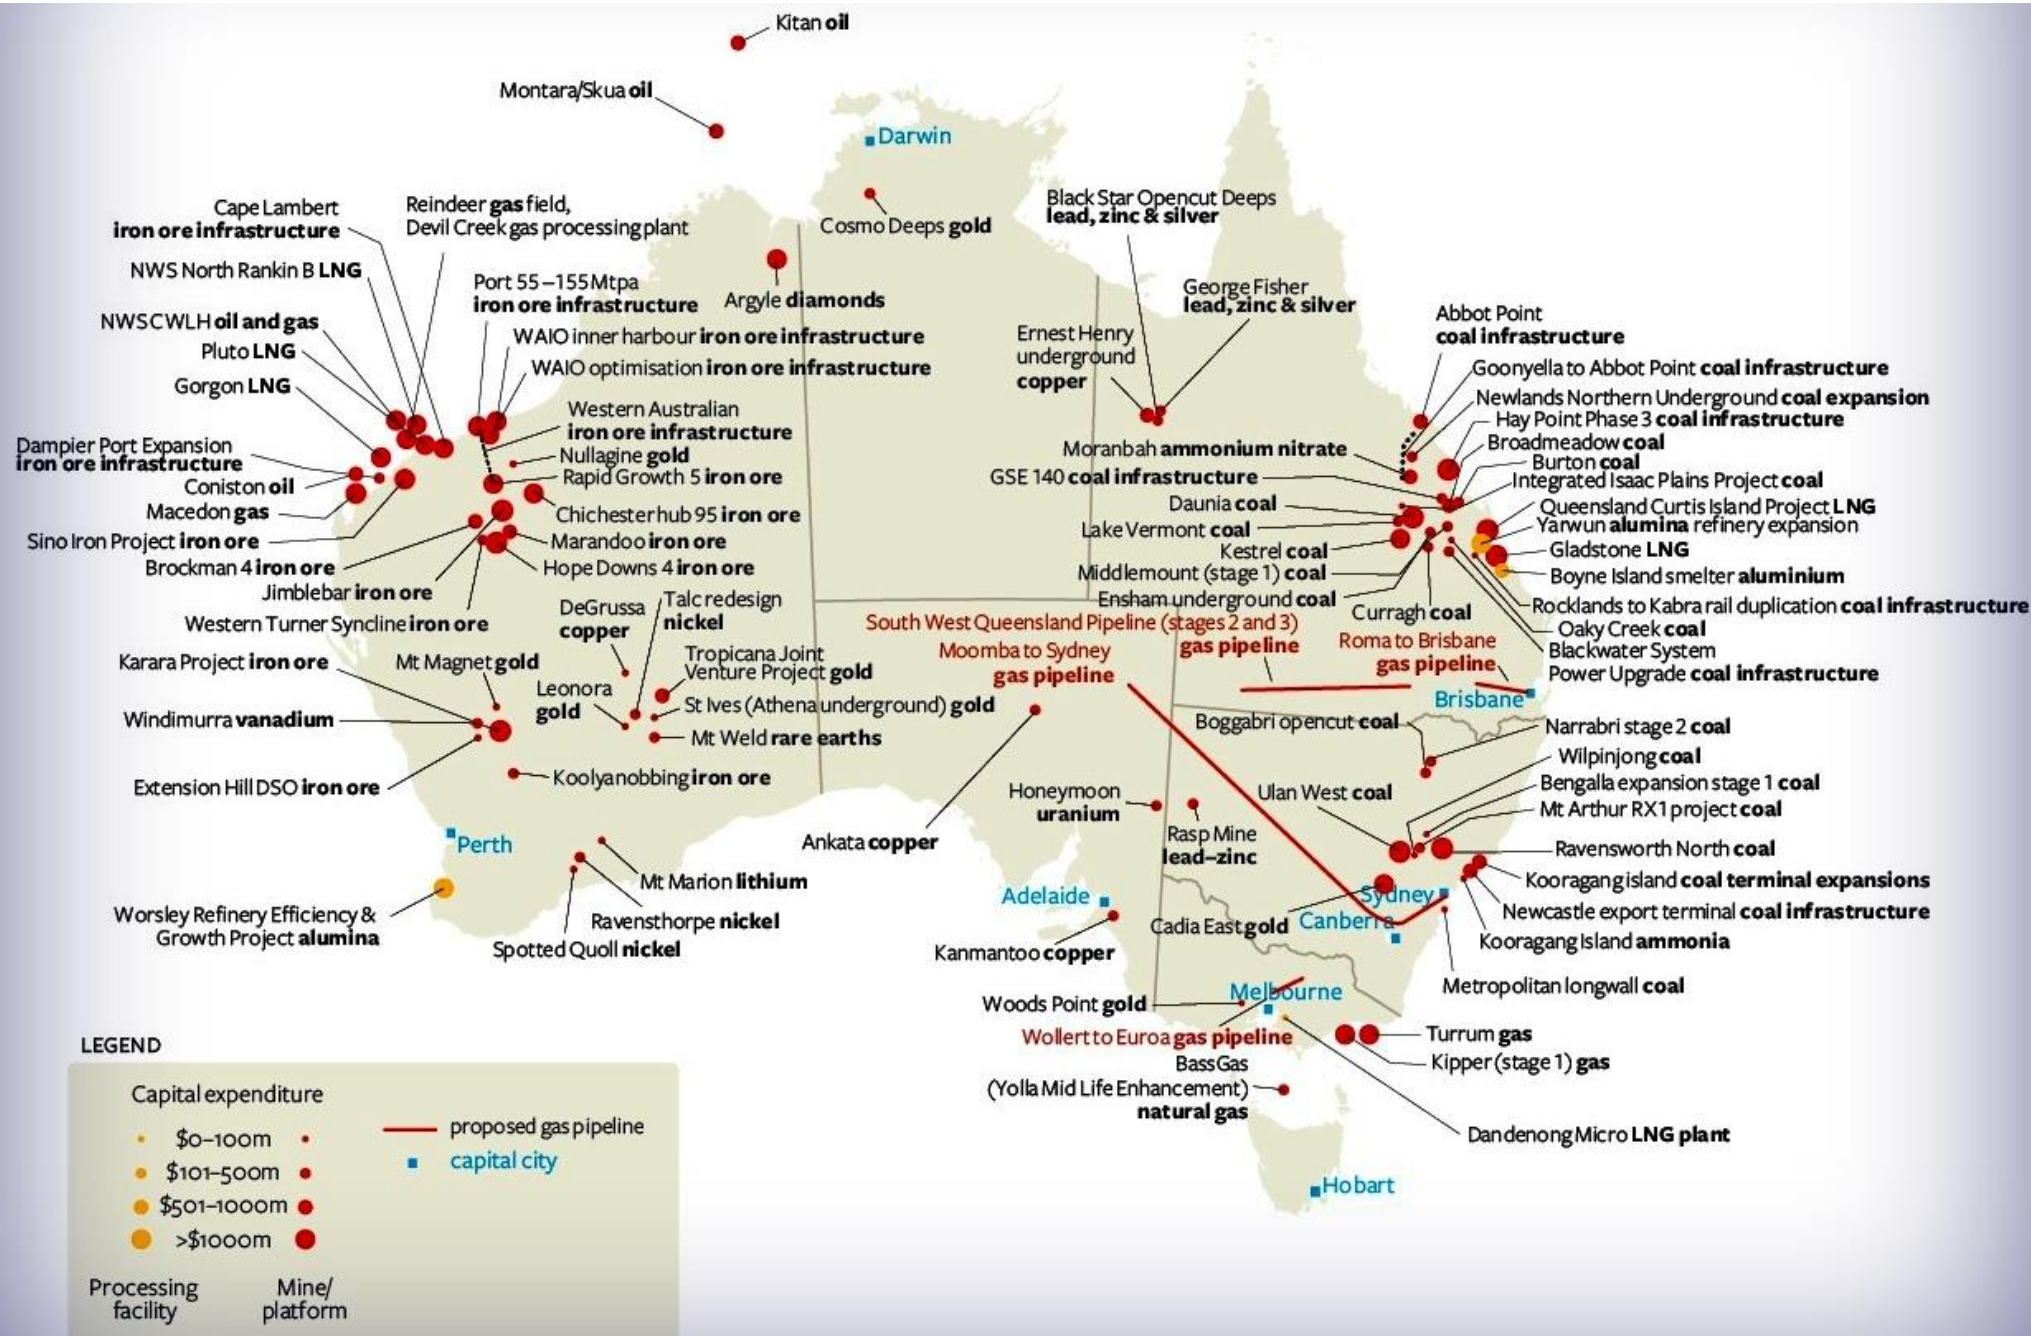 Kitan oil
Montara/Skua oil
Darwin
Cosmo Deeps gold
Black Star Opencut Deeps
lead, zinc & silver
Cape Lambert
iron ore infrastructure
Reindeer gas field,
Devil Creek gas processing plant
NWS North Rankin B LNG
Port 55–155Mtpa
iron ore infrastructure
Argyle diamonds
George Fisher
lead, zinc & silver
NWS CWLH oil and gas
WAIO inner harbour iron ore infrastructure
Ernest Henry
underground
copper
Abbot Point
coal infrastructure
Pluto LNG
WAIO optimisation iron ore infrastructure
Goonyella to Abbot Point coal infrastructure
Gorgon LNG
Newlands Northern Underground coal expansion
Western Australian
iron ore infrastructure
Hay Point Phase 3 coal infrastructure
Dampier Port Expansion
iron ore infrastructure
Nullagine gold
Moranbah ammonium nitrate
Broadmeadow coal
Burton coal
Rapid Growth 5 iron ore
GSE 140 coal infrastructure
Integrated Isaac Plains Project coal
Coniston oil
Macedon gas
Chichester hub 95 iron ore
Daunia coal
Queensland Curtis Island Project LNG
Yarwun alumina refinery expansion
Lake Vermont coal
Sino Iron Project iron ore
Marandoo iron ore
Kestrel coal
Gladstone LNG
Brockman 4 iron ore
Hope Downs 4 iron ore
Middlemount (stage 1) coal
Boyne Island smelter aluminium
Jimblebar iron ore
Ensham underground coal
Curragh coal
Rocklands to Kabra rail duplication coal infrastructure
Western Turner Syncline iron ore
DeGrussa
copper
Talc redesign
nickel
South West Queensland Pipeline (stages 2 and 3)
gas pipeline
Oaky Creek coal
Moomba to Sydney
gas pipeline
Roma to Brisbane
gas pipeline
Blackwater System
Power Upgrade coal infrastructure
Karara Project iron ore
Mt Magnet gold
Tropicana Joint
Venture Project gold
Leonora
gold
Brisbane
St Ives (Athena underground) gold
Windimurra vanadium
Boggabri opencut coal
Narrabri stage 2 coal
Mt Weld rare earths
Wilpinjong coal
Extension Hill DSO iron ore
Koolyanobbing iron ore
Honeymoon
uranium
Ulan West coal
Bengalla expansion stage 1 coal
Mt Arthur RX1 project coal
Perth
Ankata copper
Rasp Mine
lead–zinc
Ravensworth North coal
Mt Marion lithium
Adelaide
Sydney
Kooragang island coal terminal expansions
Worsley Refinery Efficiency &
Growth Project alumina
Ravensthorpe nickel
Cadia East gold
Canberra
Newcastle export terminal coal infrastructure
Spotted Quoll nickel
Kanmantoo copper
Kooragang Island ammonia
Woods Point gold
Melbourne
Metropolitan longwall coal
Wollert to Euroa gas pipeline
Turrum gas
BassGas
(Yolla Mid Life Enhancement)
natural gas
Kipper (stage 1) gas
Dandenong Micro LNG plant
Hobart
LEGEND
Capital expenditure
$0–100m
$101–500m
$501–1000m
>$1000m
proposed gas pipeline
capital city
Processing
facility
Mine/
platform